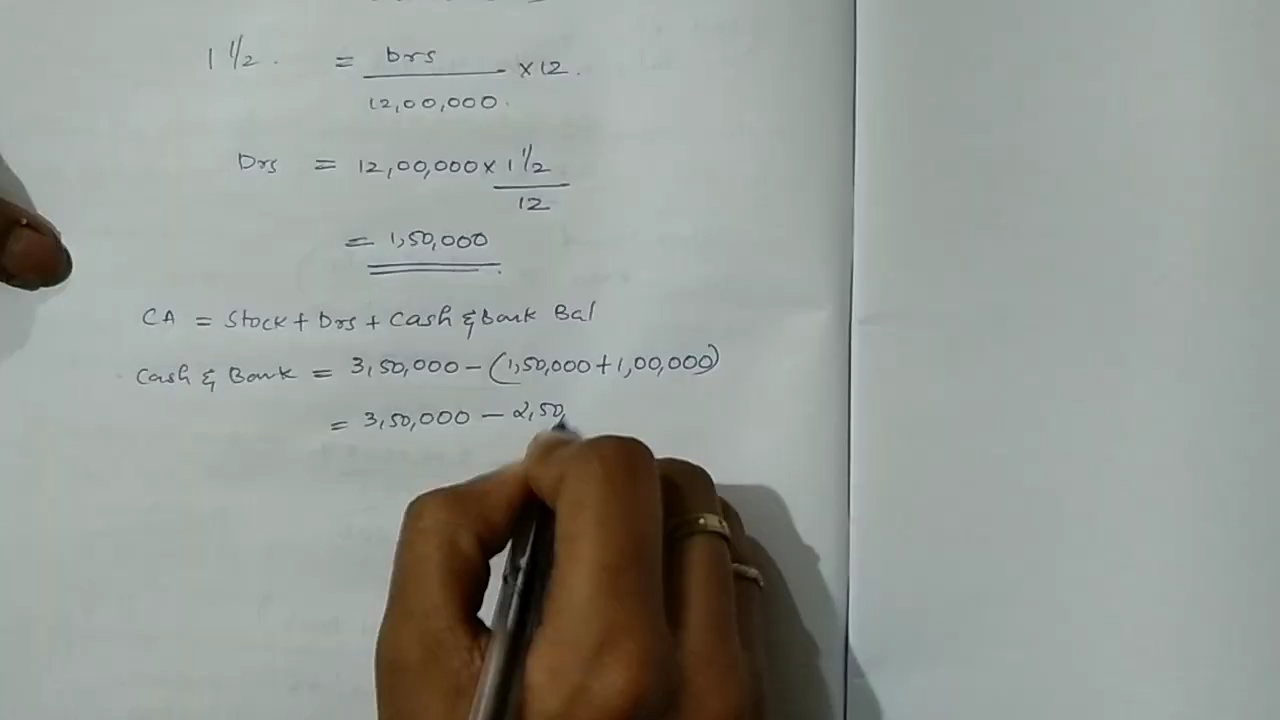 1 1/2 . = Drs / 12,00,000 × 12 .
Drs = 12,00,000 × 1 1/2 / 12
= 1,50,000
CA = Stock + Drs + Cash & Bank Bal
Cash & Bank = 3,50,000 – (1,50,000 + 1,00,000)
= 3,50,000 – 2,50,